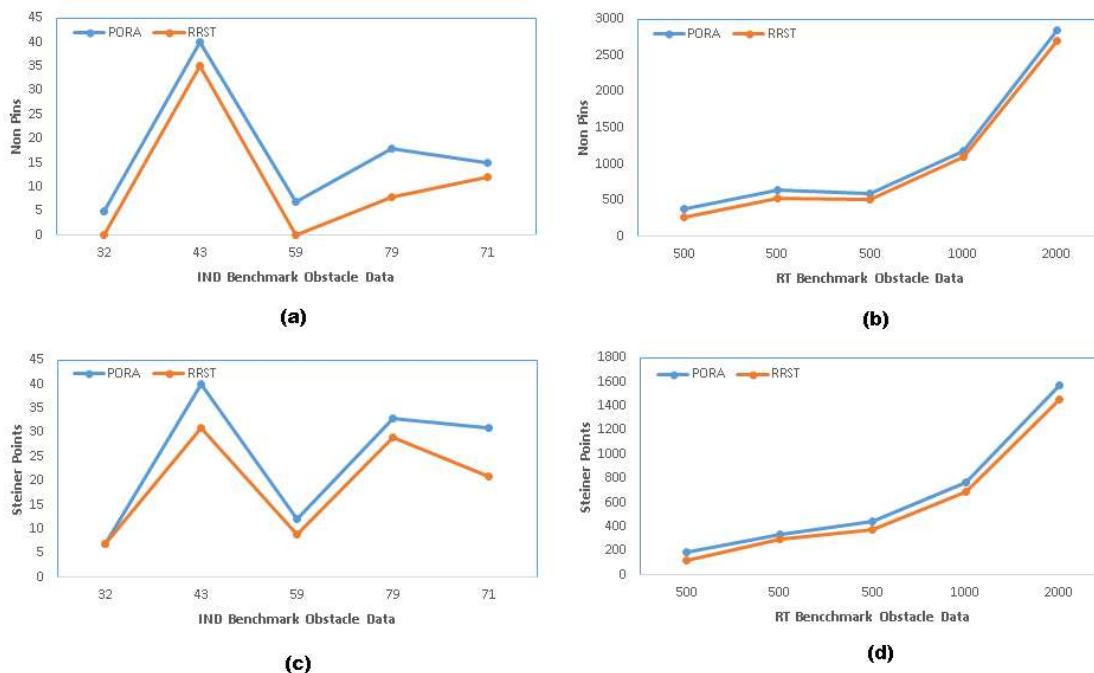 45
40
35
30
25
20
15
10
5
0
Non Pins
PORA RRST
32 43 59 79 71
IND Benchmark Obstacle Data
(a)
3000
2500
2000
1500
1000
500
0
Non Pins
PORA RRST
500 500 500 1000 2000
RT Benchmark Obstacle Data
(b)
45
40
35
30
25
20
15
10
5
0
Steiner Points
PORA RRST
32 43 59 79 71
IND Benchmark Obstacle Data
(c)
1800
1600
1400
1200
1000
800
600
400
200
0
Steiner Points
PORA RRST
500 500 500 1000 2000
RT Bencchmark Obstacle Data
(d)